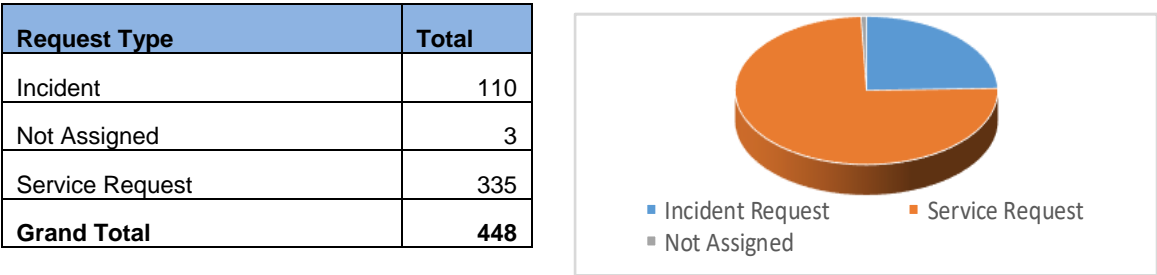 Request Type Total
Incident 110
Not Assigned 3
Service Request 335
Grand Total 448
Incident Request Service Request
Not Assigned